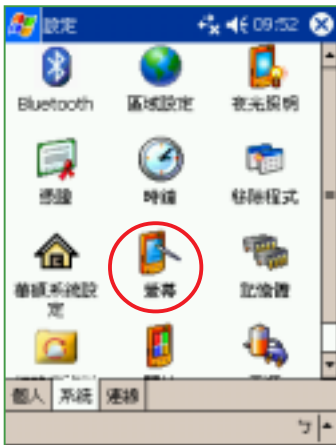 設定 09:52
Bluetooth 區域設定 夜光照明
憑證 時鐘 移除程式
華碩系統設定 螢幕 記憶體
個人 系統 連線
ㄅ